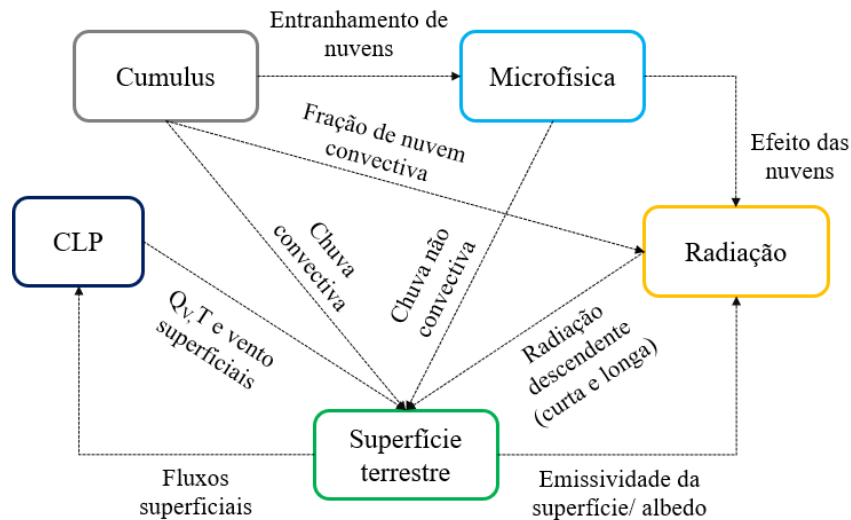 Entranhamento de
nuvens
Cumulus
Microfísica
Fração de nuvem
convectiva
Efeito das
nuvens
CLP
Chuva
convectiva
Chuva não
convectiva
Radiação
Qv,T e vento
superficiais
Radiação
descendente
(curta e longa)
Superfície
terrestre
Fluxos
superficiais
Emissividade da
superfície/ albedo